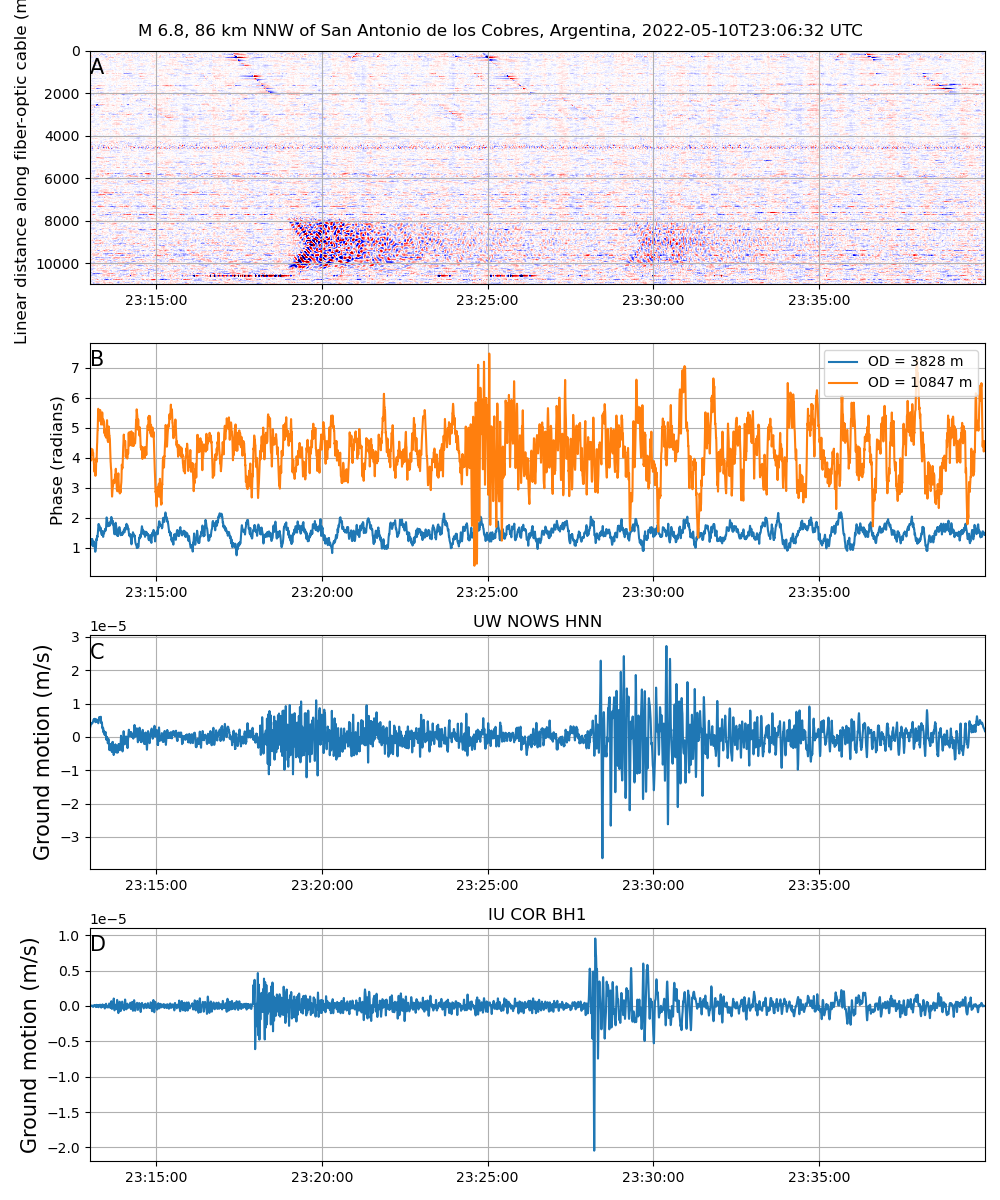 M 6.8, 86 km NNW of San Antonio de los Cobres, Argentina, 2022-05-10T23:06:32 UTC
Linear distance along fiber-optic cable (m
A
0
2000
4000
6000
8000
10000
23:15:00 23:20:00 23:25:00 23:30:00 23:35:00
Phase (radians)
B
7
6
5
4
3
2
1
OD = 3828 m
OD = 10847 m
23:15:00 23:20:00 23:25:00 23:30:00 23:35:00
UW NOWS HNN
1e−5
Ground motion (m/s)
C
3
2
1
0
−1
−2
−3
23:15:00 23:20:00 23:25:00 23:30:00 23:35:00
IU COR BH1
1e−5
Ground motion (m/s)
D
1.0
0.5
0.0
−0.5
−1.0
−1.5
−2.0
23:15:00 23:20:00 23:25:00 23:30:00 23:35:00